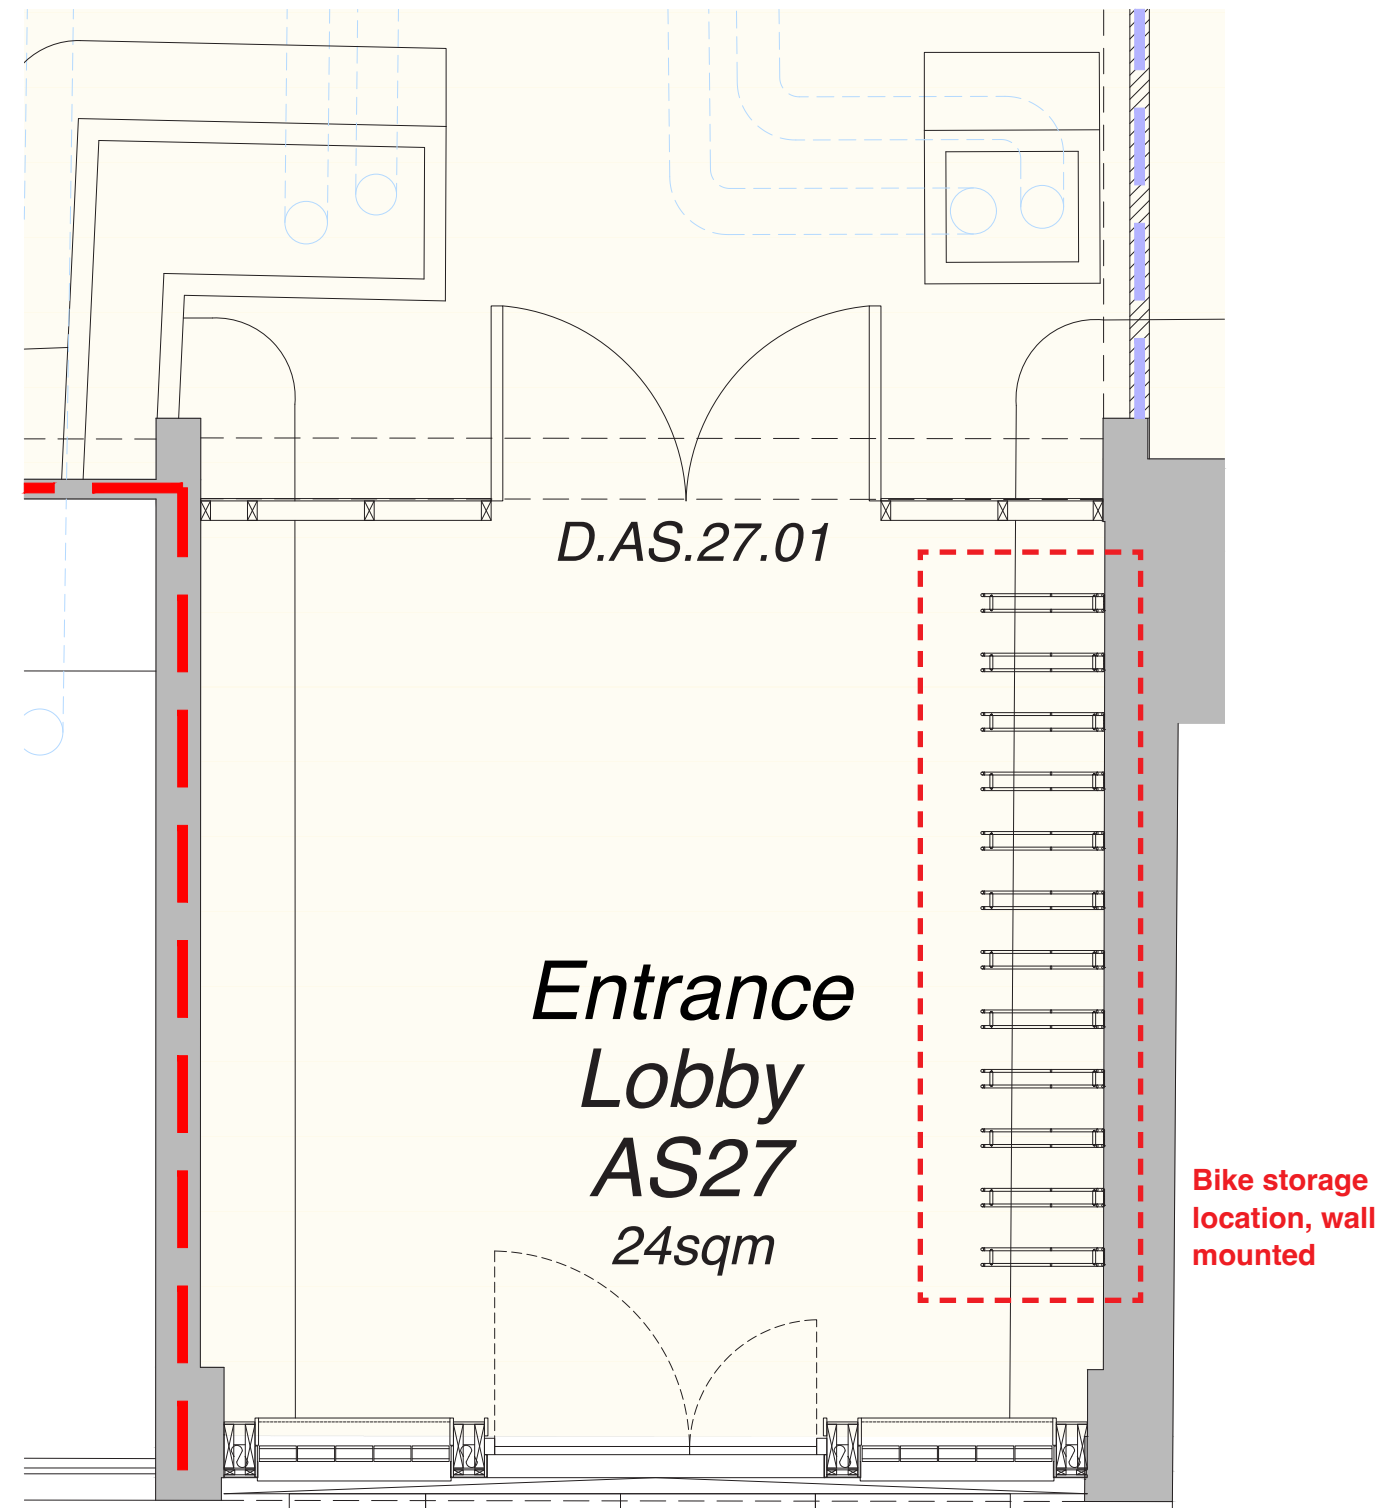 D.AS.27.01
Entrance
Lobby
AS27
24sqm
Bike storage
location, wall
mounted